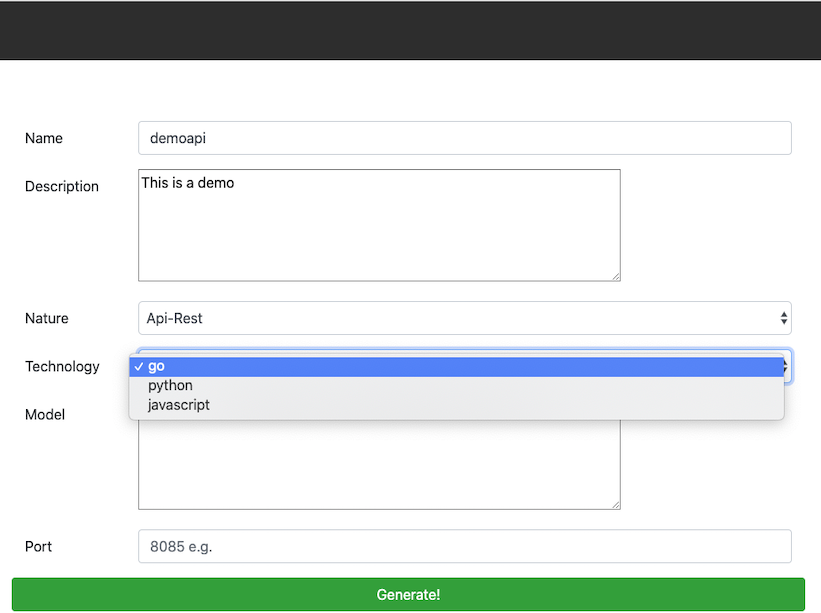 Name
demoapi
Description
This is a demo
Nature
Api-Rest
Technology
✓ go
python
javascript
Model
Port
8085 e.g.
Generate!